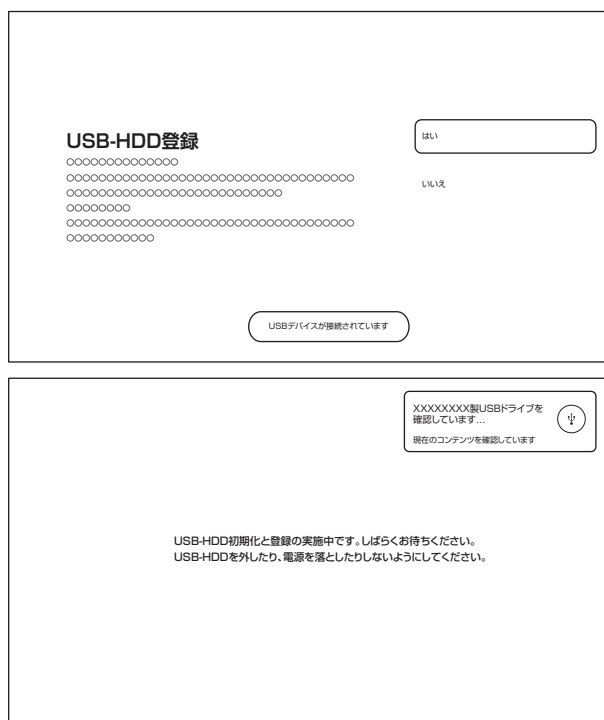 USB-HDD登録
○○○○○○○○○○○○○○
○○○○○○○○○○○○○○○○○○○○○○○○○○○○○○○○○○○○
○○○○○○○○○○○○○○○○○○○○○○○○○○○
○○○○○○○○
○○○○○○○○○○○○○○○○○○○○○○○○○○○○○○○○○○○○
○○○○○○○○○○○
はい
いいえ
USBデバイスが接続されています
XXXXXXXX製USBドライブを
確認しています...
現在のコンテンツを確認しています
USB-HDD初期化と登録の実施中です。しばらくお待ちください。
USB-HDDを外したり、電源を落としたりしないようにしてください。